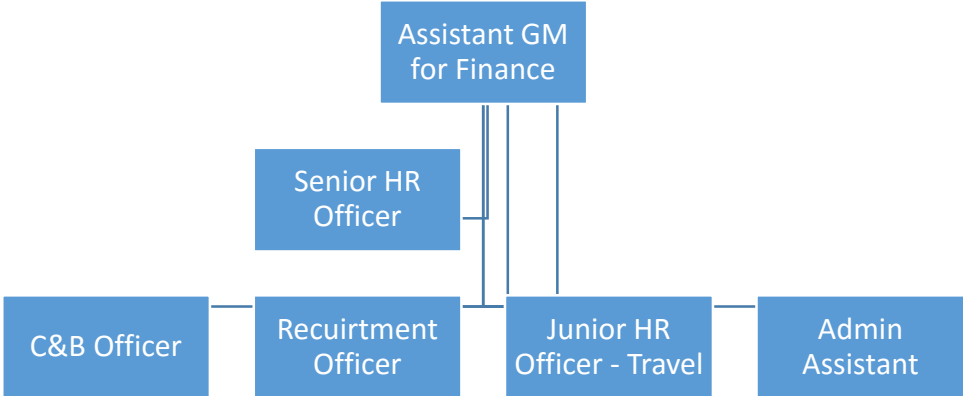 Assistant GM
for Finance
Senior HR
Officer
C&B Officer
Recuirtment
Officer
Junior HR
Officer - Travel
Admin
Assistant